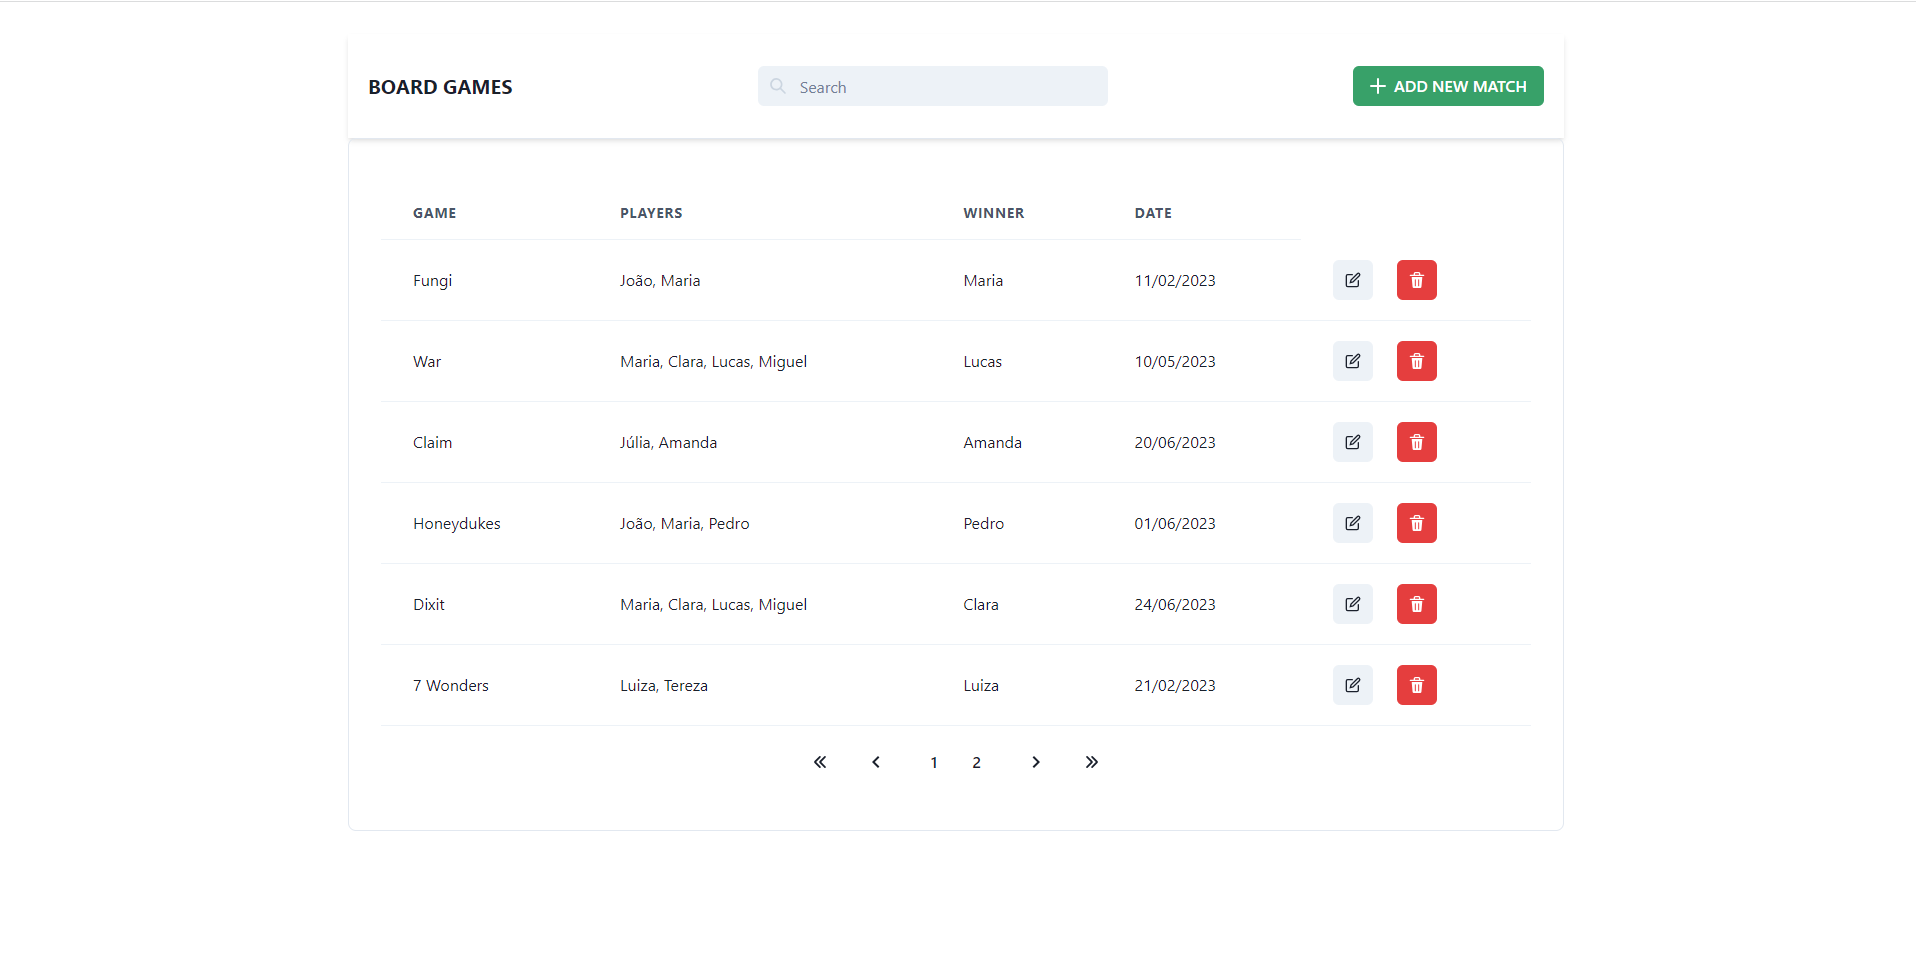 BOARD GAMES Search ADD NEW MATCH
GAME PLAYERS WINNER DATE
Fungi João, Maria Maria 11/02/2023
War Maria, Clara, Lucas, Miguel Lucas 10/05/2023
Claim Júlia, Amanda Amanda 20/06/2023
Honeydukes João, Maria, Pedro Pedro 01/06/2023
Dixit Maria, Clara, Lucas, Miguel Clara 24/06/2023
7 Wonders Luiza, Tereza Luiza 21/02/2023
1 2